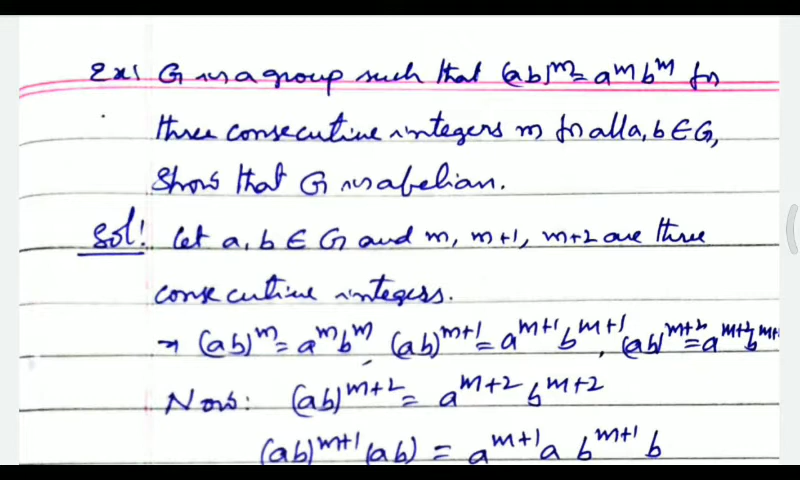 Ex: G is a group such that (ab)^m = a^m b^m for
three consecutive integers m for all a, b ∈ G,
Show that G is abelian.
Sol: Let a, b ∈ G and m, m+1, m+2 are three
consecutive integers.
→ (ab)^m = a^m b^m, (ab)^{m+1} = a^{m+1} b^{m+1}, (ab)^{m+2} = a^{m+2} b^{m+
Now: (ab)^{m+2} = a^{m+2} b^{m+2}
(ab)^{m+1} (ab) = a^{m+1} a b^{m+1} b